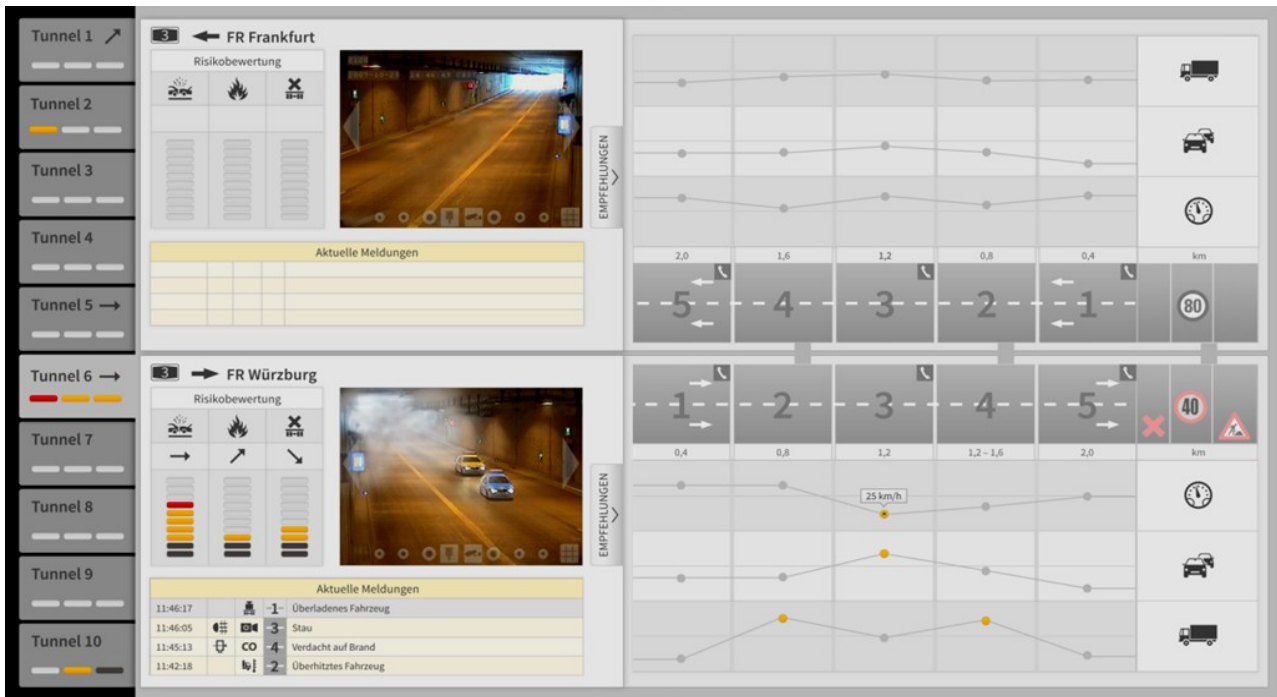 Tunnel 1
Tunnel 2
Tunnel 3
Tunnel 4
Tunnel 5
Tunnel 6
Tunnel 7
Tunnel 8
Tunnel 9
Tunnel 10
3 FR Frankfurt
Risikobewertung
EMPFEHLUNGEN
Aktuelle Meldungen
2,0 1,6 1,2 0,8 0,4 km
5 4 3 2 1 80
3 FR Würzburg
Risikobewertung
EMPFEHLUNGEN
Aktuelle Meldungen
11:46:17 1 Überladenes Fahrzeug
11:46:05 3 Stau
11:45:13 CO 4 Verdacht auf Brand
11:42:18 2 Überhitztes Fahrzeug
1 2 3 4 5 40
0,4 0,8 1,2 1,2 – 1,6 2,0 km
25 km/h